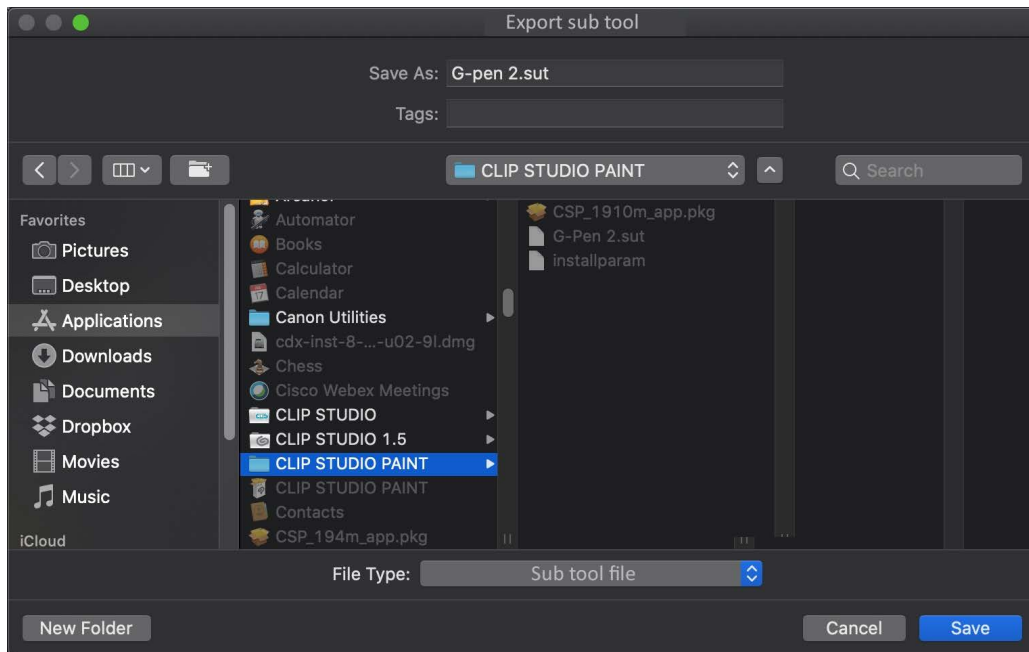 Export sub tool
Save As: G-pen 2.sut
Tags:
CLIP STUDIO PAINT
Search
Favorites
Pictures
Desktop
Applications
Downloads
Documents
Dropbox
Movies
Music
iCloud
Automator
Books
Calculator
Calendar
Canon Utilities
cdx-inst-8-...-u02-9l.dmg
Chess
Cisco Webex Meetings
CLIP STUDIO
CLIP STUDIO 1.5
CLIP STUDIO PAINT
CLIP STUDIO PAINT
Contacts
CSP_194m_app.pkg
CSP_1910m_app.pkg
G-Pen 2.sut
installparam
File Type: Sub tool file
New Folder
Cancel
Save